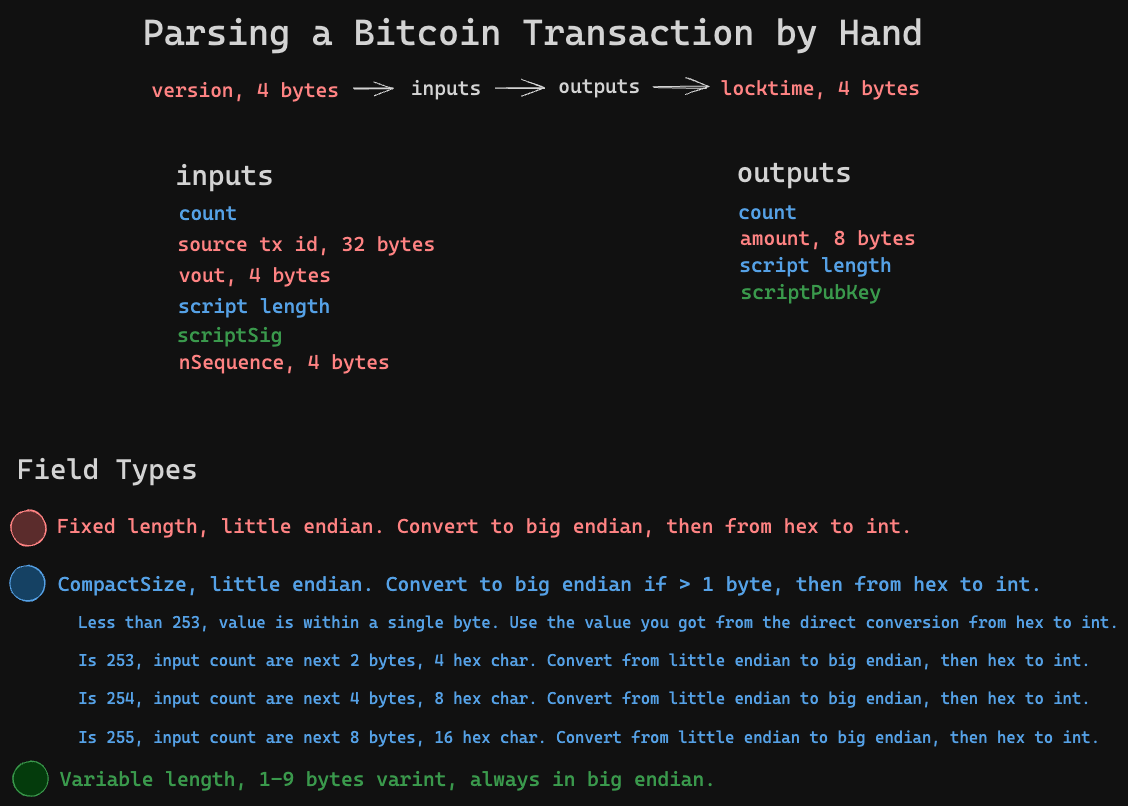 Parsing a Bitcoin Transaction by Hand
version, 4 bytes → inputs → outputs → locktime, 4 bytes
inputs
count
source tx id, 32 bytes
vout, 4 bytes
script length
scriptSig
nSequence, 4 bytes
outputs
count
amount, 8 bytes
script length
scriptPubKey
Field Types
Fixed length, little endian. Convert to big endian, then from hex to int.
CompactSize, little endian. Convert to big endian if > 1 byte, then from hex to int.
Less than 253, value is within a single byte. Use the value you got from the direct conversion from hex to int.
Is 253, input count are next 2 bytes, 4 hex char. Convert from little endian to big endian, then hex to int.
Is 254, input count are next 4 bytes, 8 hex char. Convert from little endian to big endian, then hex to int.
Is 255, input count are next 8 bytes, 16 hex char. Convert from little endian to big endian, then hex to int.
Variable length, 1-9 bytes varint, always in big endian.